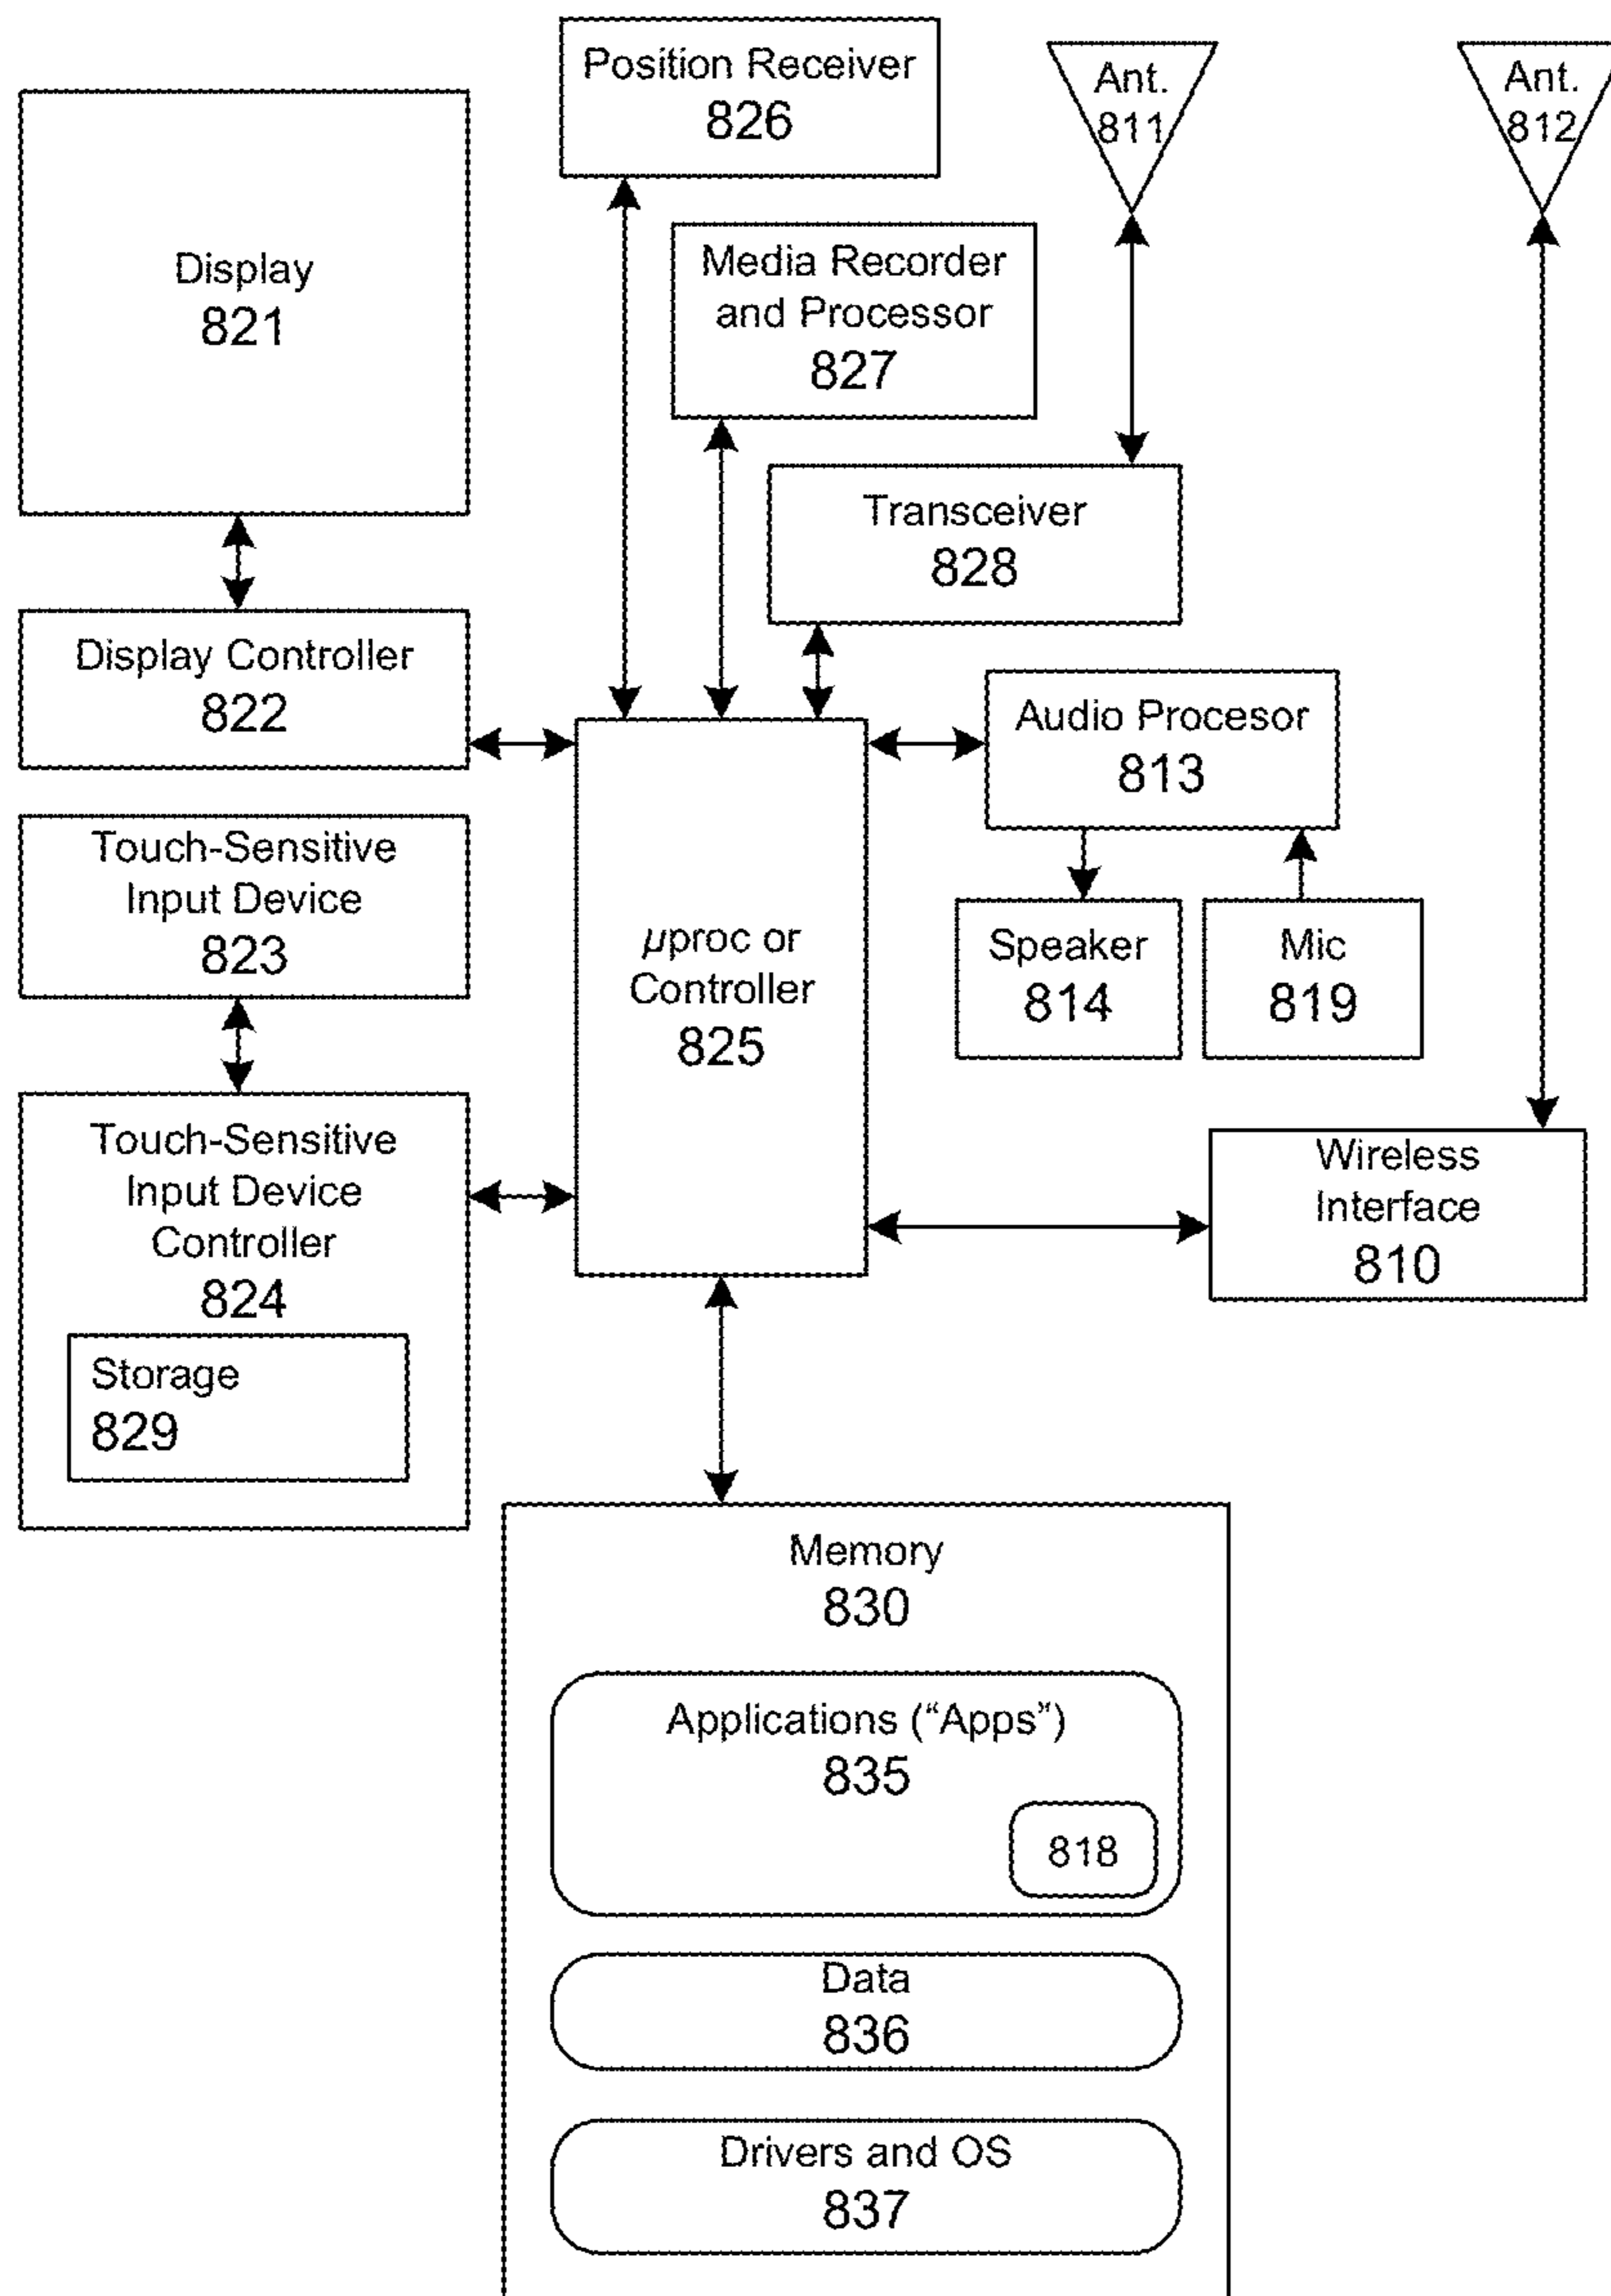 Position Receiver
826
Ant.
811
Ant.
812
Display
821
Media Recorder
and Processor
827
Transceiver
828
Display Controller
822
Audio Procesor
813
Touch-Sensitive
Input Device
823
µproc or
Controller
825
Speaker
814
Mic
819
Touch-Sensitive
Input Device
Controller
824
Wireless
Interface
810
Storage
829
Memory
830
Applications (“Apps”)
835
818
Data
836
Drivers and OS
837